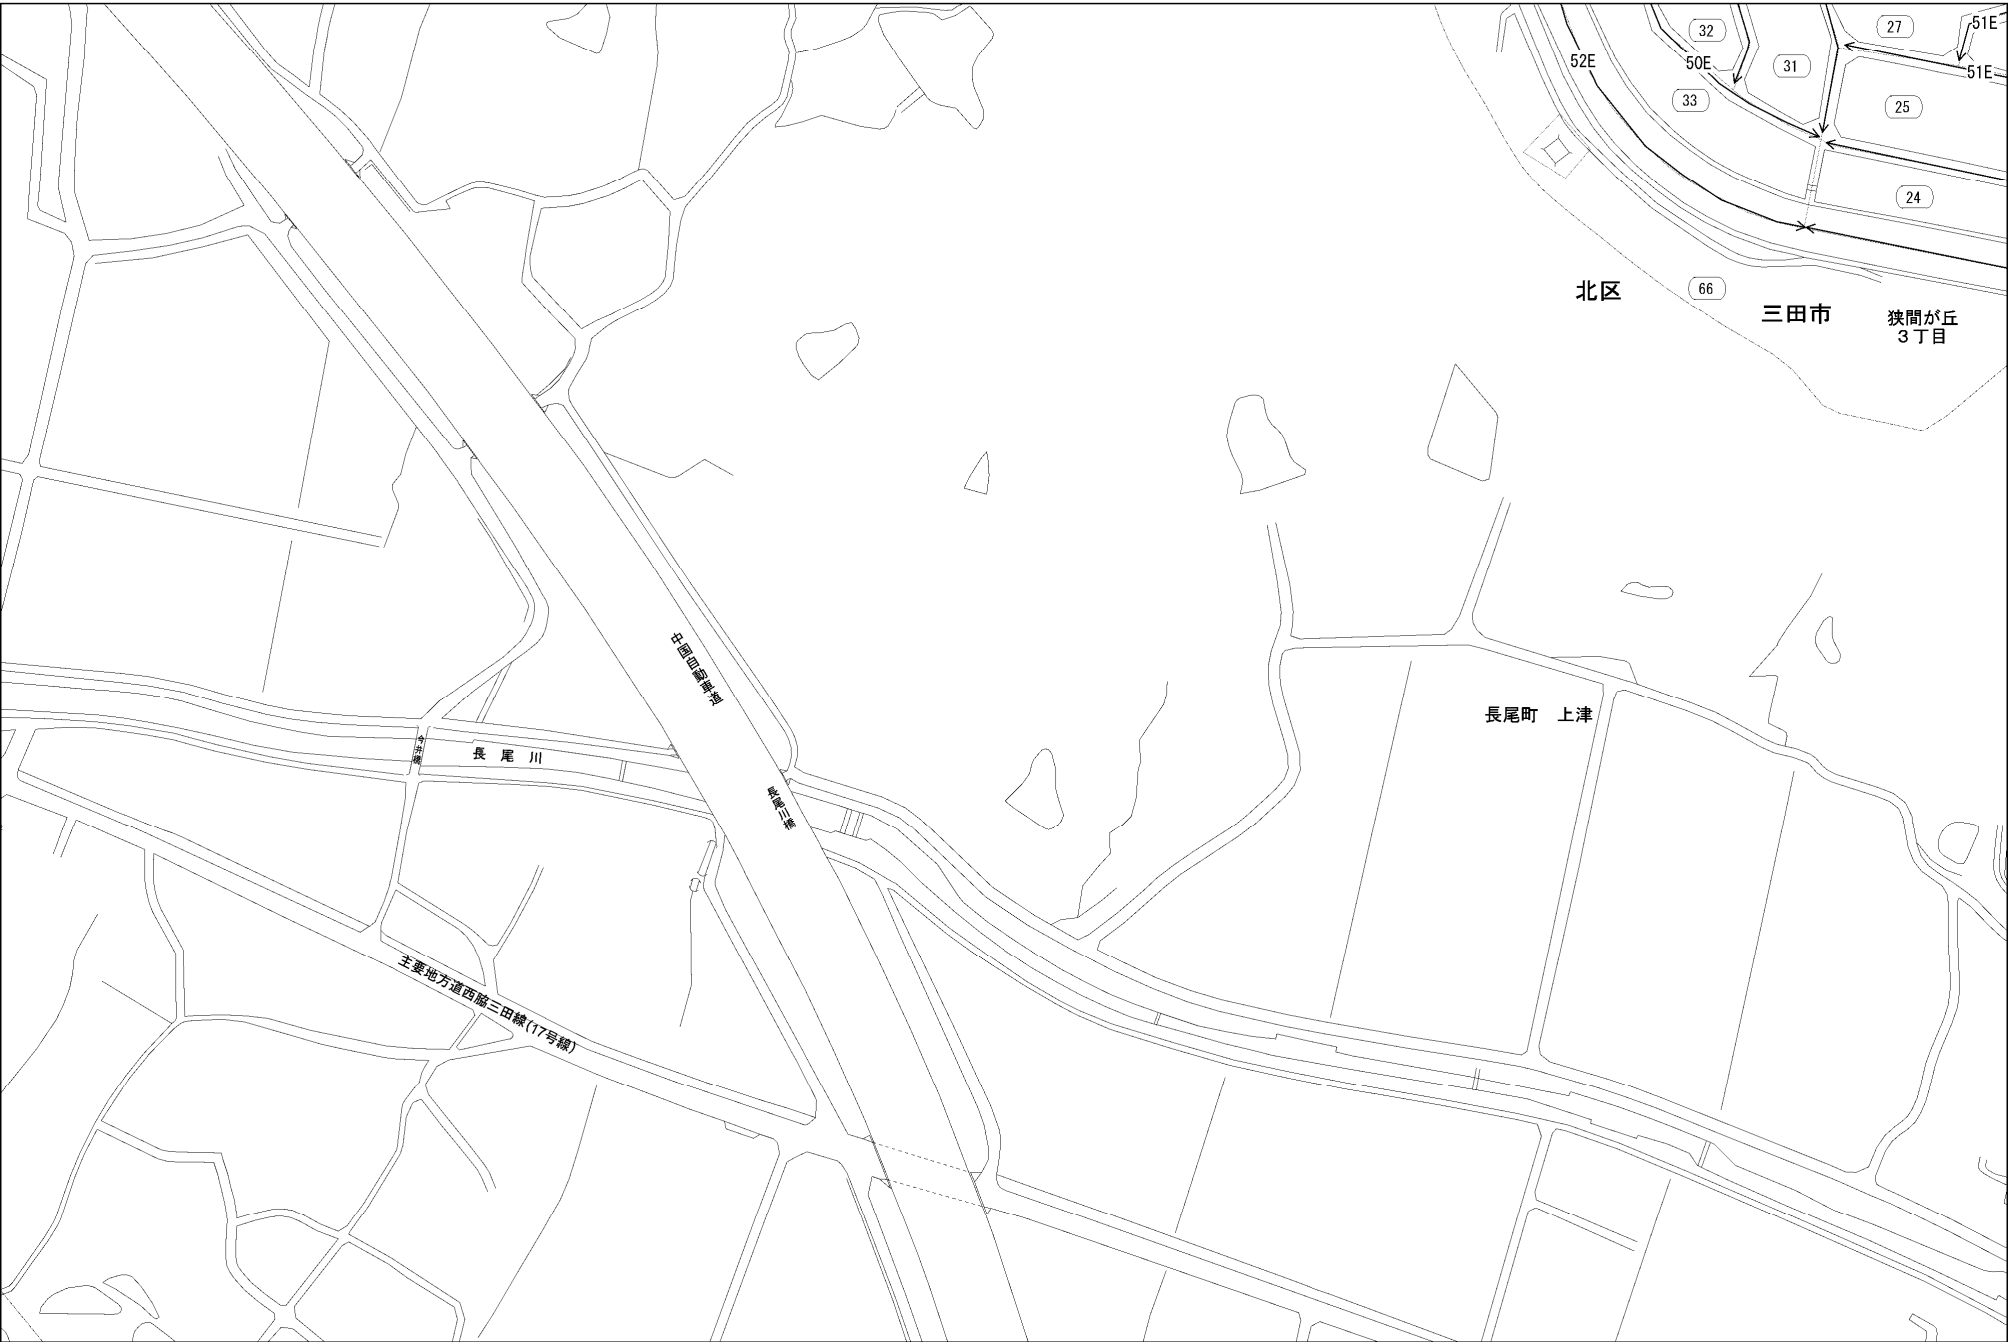 32
27
51E
52E
50E
31
51E
33
25
24
北区
66
三田市
狭間が丘
３丁目
中国自動車道
長尾町　上津
今井橋
長尾川
長尾川橋
主要地方道西脇三田線(17号線)